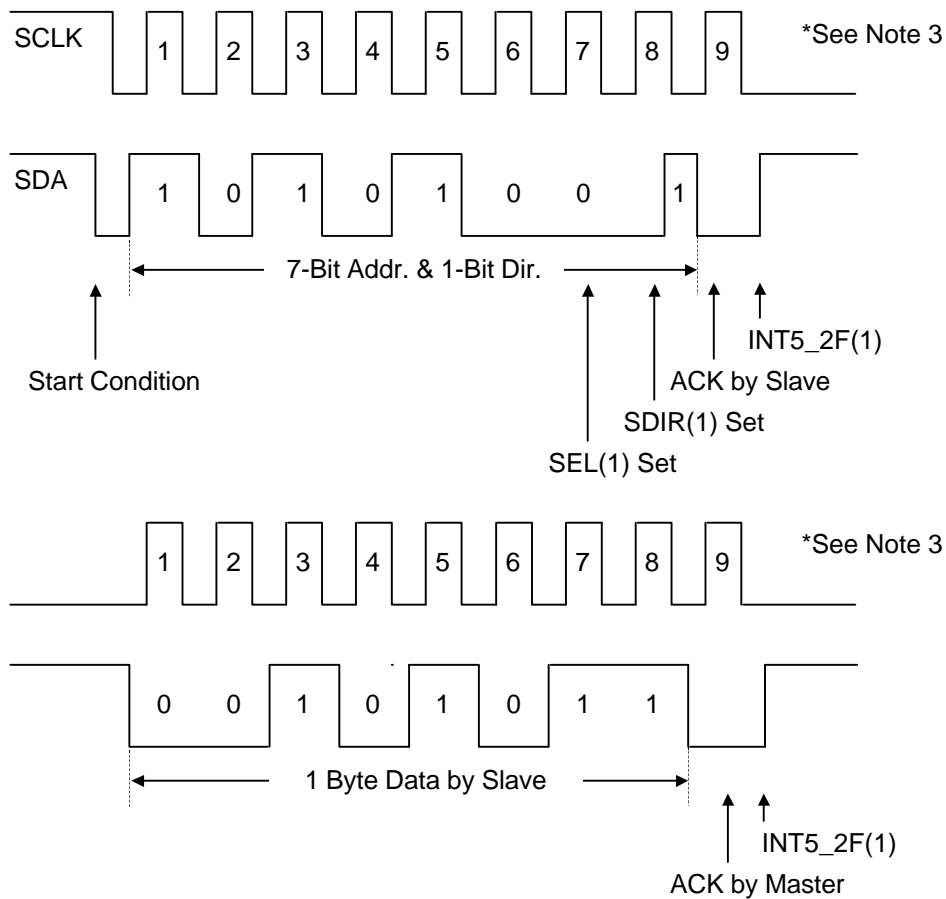 SCLK 1 2 3 4 5 6 7 8 9 *See Note 3
SDA 1 0 1 0 1 0 0 1
7-Bit Addr. & 1-Bit Dir.
INT5_2F(1)
Start Condition
ACK by Slave
SDIR(1) Set
SEL(1) Set
1 2 3 4 5 6 7 8 9 *See Note 3
0 0 1 0 1 0 1 1
1 Byte Data by Slave
INT5_2F(1)
ACK by Master